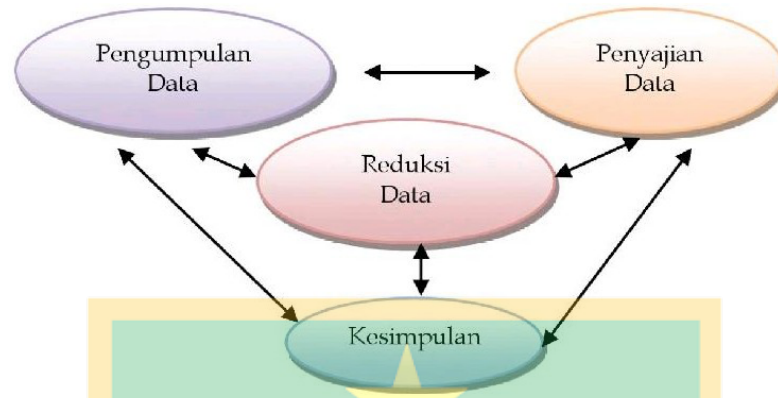 Pengumpulan
Data
Penyajian
Data
Reduksi
Data
Kesimpulan